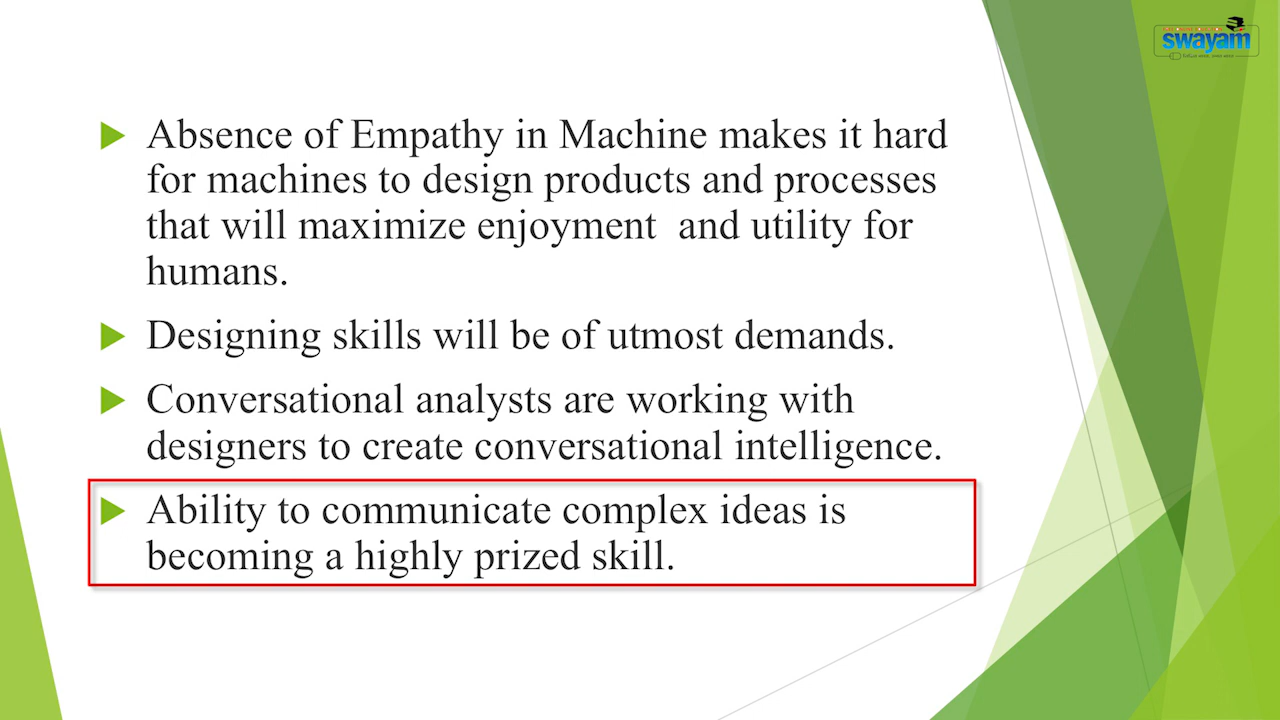 swayam
Absence of Empathy in Machine makes it hard
for machines to design products and processes
that will maximize enjoyment  and utility for
humans.
Designing skills will be of utmost demands.
Conversational analysts are working with
designers to create conversational intelligence.
Ability to communicate complex ideas is
becoming a highly prized skill.